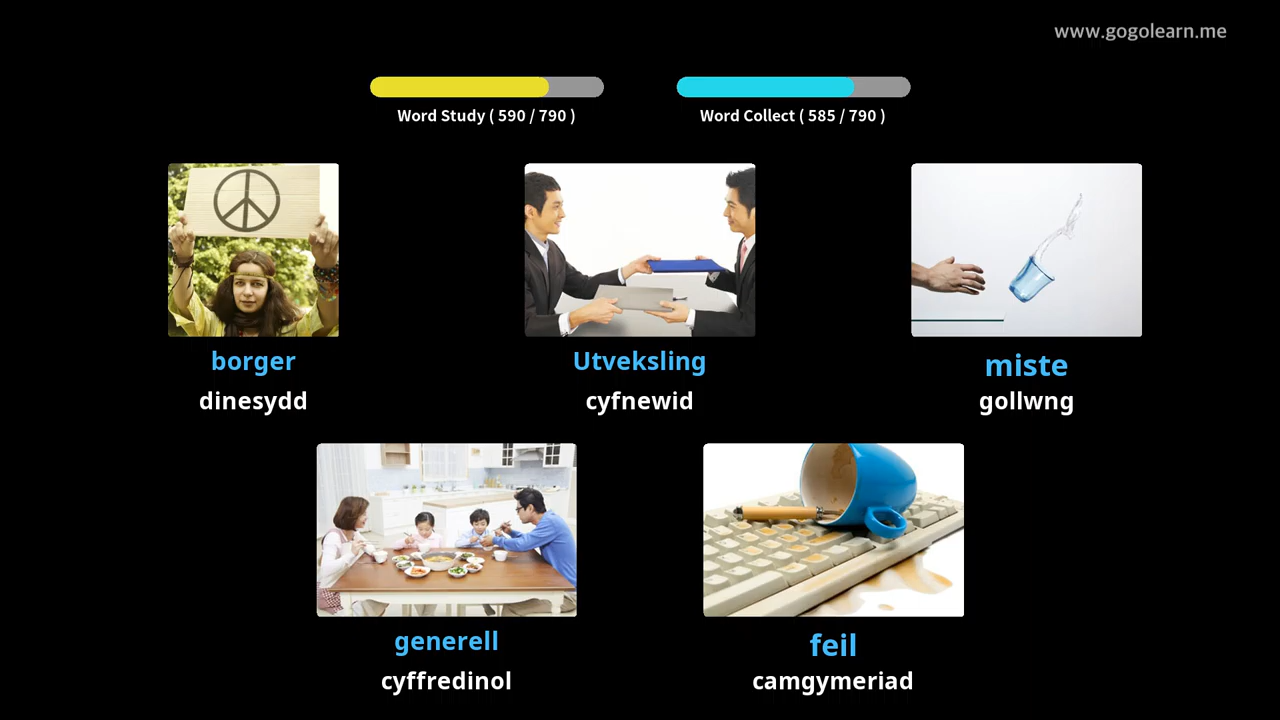 www.gogolearn.me
Word Study ( 590 / 790 )
Word Collect ( 585 / 790 )
borger
dinesydd
Utveksling
cyfnewid
miste
gollwng
generell
cyffredinol
feil
camgymeriad